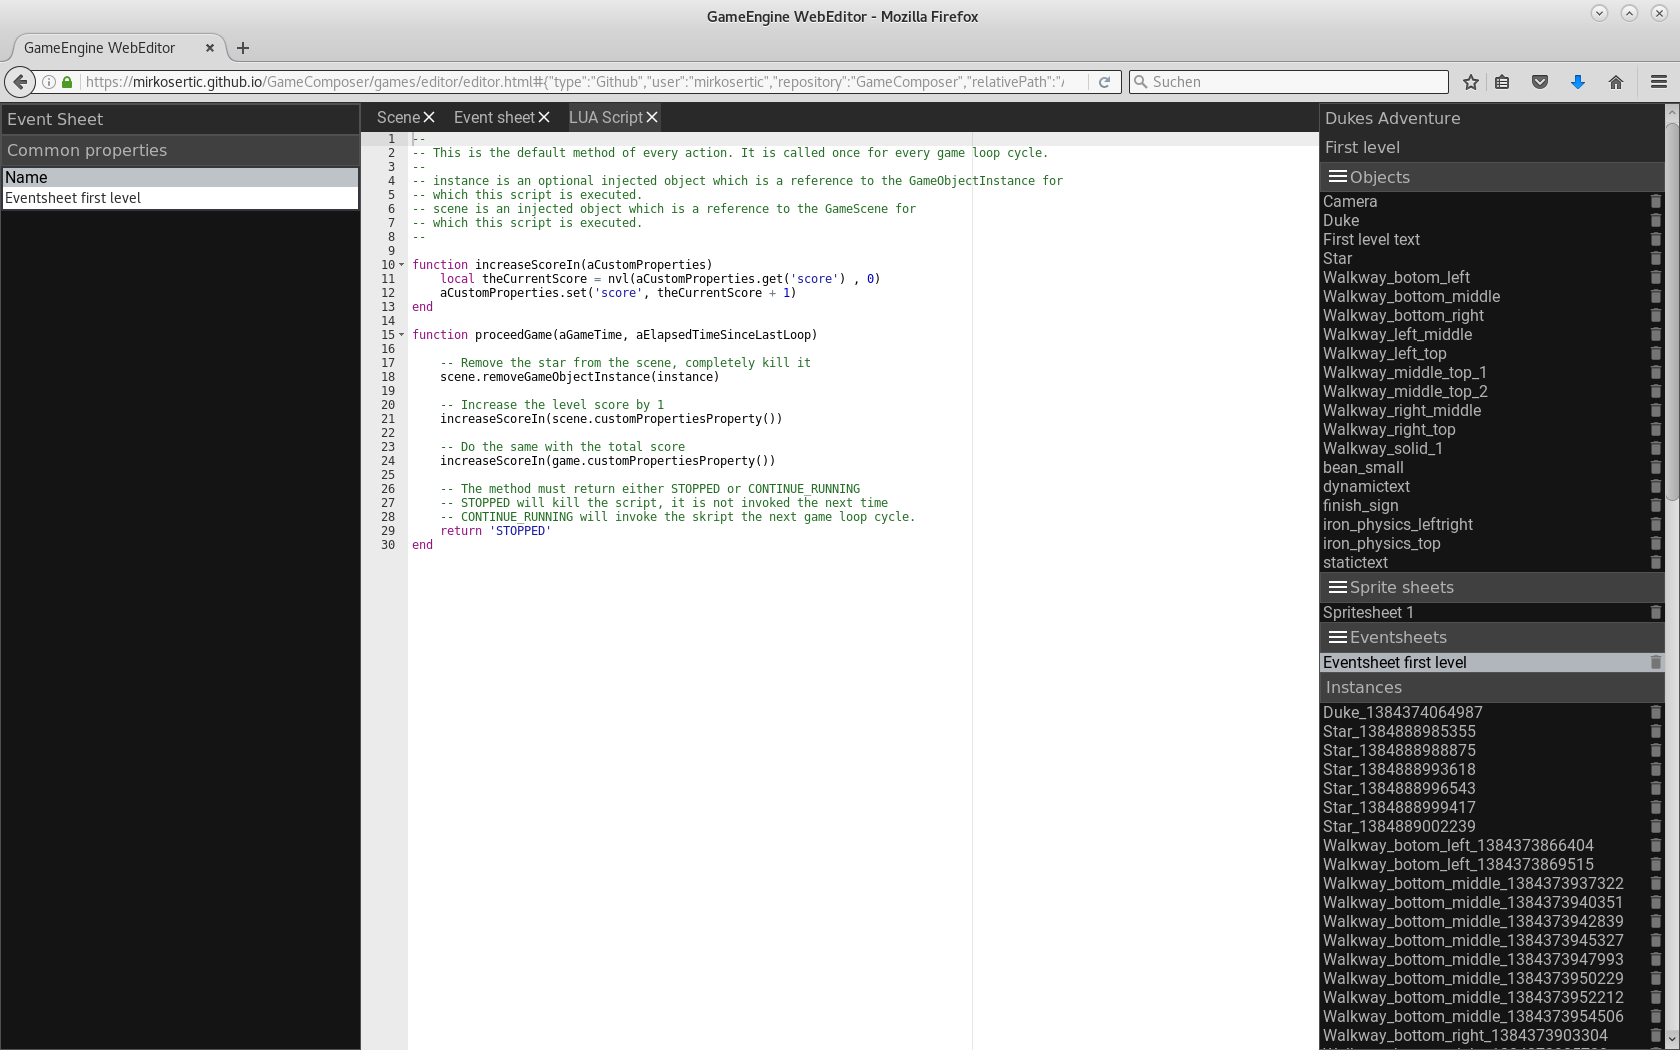 GameEngine WebEditor - Mozilla Firefox
GameEngine WebEditor
https://mirkosertic.github.io/GameComposer/games/editor/editor.html#{"type":"Github","user":"mirkosertic","repository":"GameComposer","relativePath":"/
Suchen
Event Sheet
Common properties
Name
Eventsheet first level
Scene
Event sheet
LUA Script
1 --
2 -- This is the default method of every action. It is called once for every game loop cycle.
3 --
4 -- instance is an optional injected object which is a reference to the GameObjectInstance for
5 -- which this script is executed.
6 -- scene is an injected object which is a reference to the GameScene for
7 -- which this script is executed.
8 --
9
10 function increaseScoreIn(aCustomProperties)
11 local theCurrentScore = nvl(aCustomProperties.get('score') , 0)
12 aCustomProperties.set('score', theCurrentScore + 1)
13 end
14
15 function proceedGame(aGameTime, aElapsedTimeSinceLastLoop)
16
17 -- Remove the star from the scene, completely kill it
18 scene.removeGameObjectInstance(instance)
19
20 -- Increase the level score by 1
21 increaseScoreIn(scene.customPropertiesProperty())
22
23 -- Do the same with the total score
24 increaseScoreIn(game.customPropertiesProperty())
25
26 -- The method must return either STOPPED or CONTINUE_RUNNING
27 -- STOPPED will kill the script, it is not invoked the next time
28 -- CONTINUE_RUNNING will invoke the skript the next game loop cycle.
29 return 'STOPPED'
30 end
Dukes Adventure
First level
Objects
Camera
Duke
First level text
Star
Walkway_botom_left
Walkway_bottom_middle
Walkway_bottom_right
Walkway_left_middle
Walkway_left_top
Walkway_middle_top_1
Walkway_middle_top_2
Walkway_right_middle
Walkway_right_top
Walkway_solid_1
bean_small
dynamictext
finish_sign
iron_physics_leftright
iron_physics_top
statictext
Sprite sheets
Spritesheet 1
Eventsheets
Eventsheet first level
Instances
Duke_1384374064987
Star_1384888985355
Star_1384888988875
Star_1384888993618
Star_1384888996543
Star_1384888999417
Star_1384889002239
Walkway_botom_left_1384373866404
Walkway_botom_left_1384373869515
Walkway_bottom_middle_1384373937322
Walkway_bottom_middle_1384373940351
Walkway_bottom_middle_1384373942839
Walkway_bottom_middle_1384373945327
Walkway_bottom_middle_1384373947993
Walkway_bottom_middle_1384373950229
Walkway_bottom_middle_1384373952212
Walkway_bottom_middle_1384373954506
Walkway_bottom_right_1384373903304